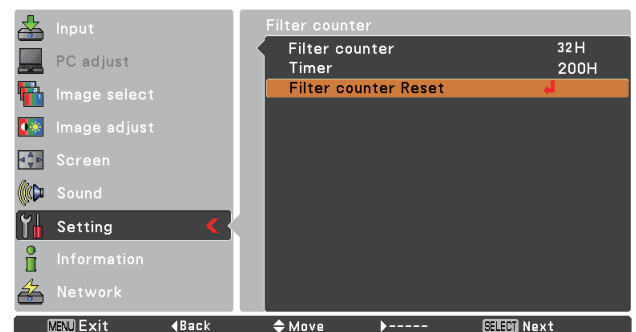 Input
PC adjust
Image select
Image adjust
Screen
Sound
Setting
Information
Network
Filter counter
Filter counter 32H
Timer 200H
Filter counter Reset
MENU Exit Back Move ----- SELECT Next